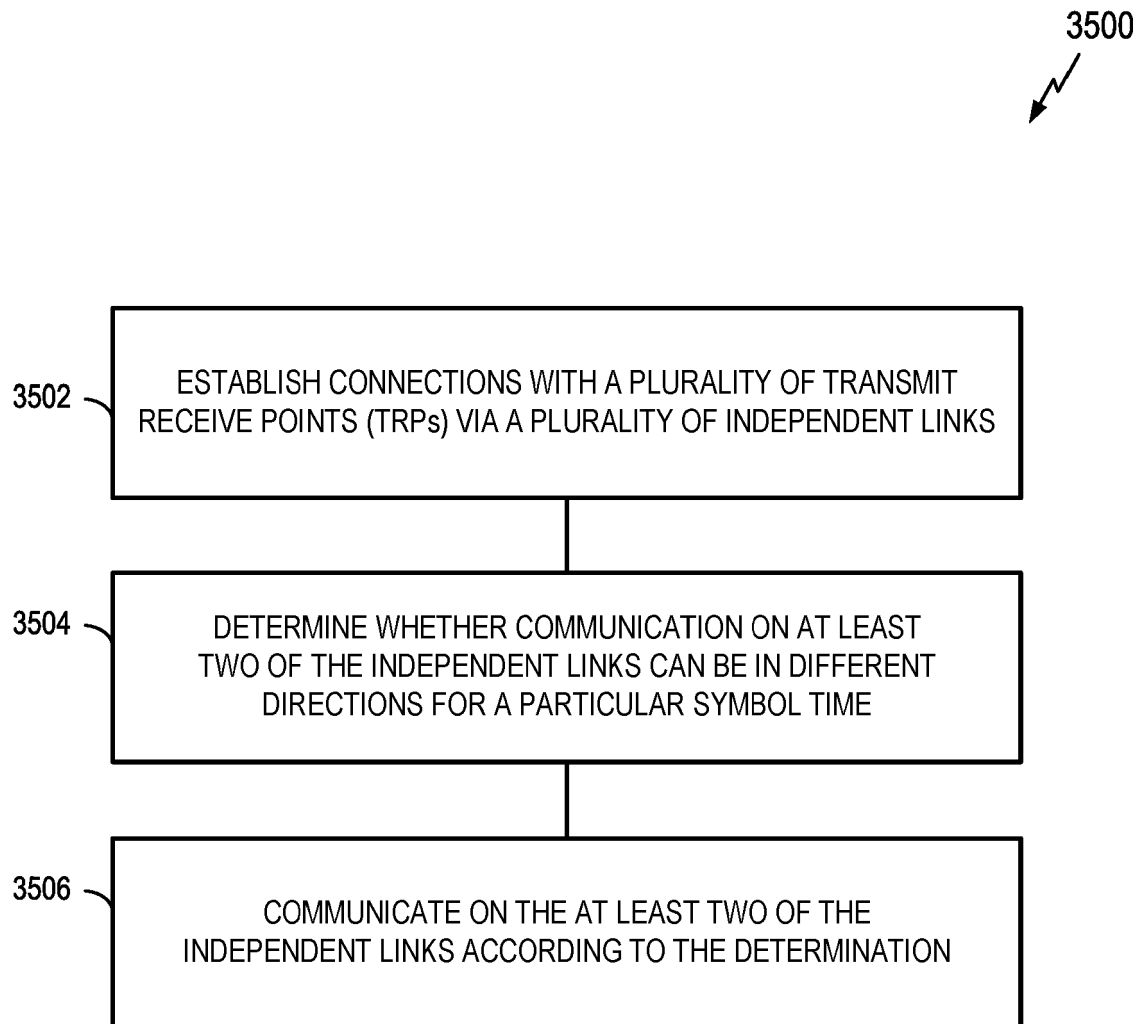 3500
3502
ESTABLISH CONNECTIONS WITH A PLURALITY OF TRANSMIT
RECEIVE POINTS (TRPs) VIA A PLURALITY OF INDEPENDENT LINKS
3504
DETERMINE WHETHER COMMUNICATION ON AT LEAST
TWO OF THE INDEPENDENT LINKS CAN BE IN DIFFERENT
DIRECTIONS FOR A PARTICULAR SYMBOL TIME
3506
COMMUNICATE ON THE AT LEAST TWO OF THE
INDEPENDENT LINKS ACCORDING TO THE DETERMINATION